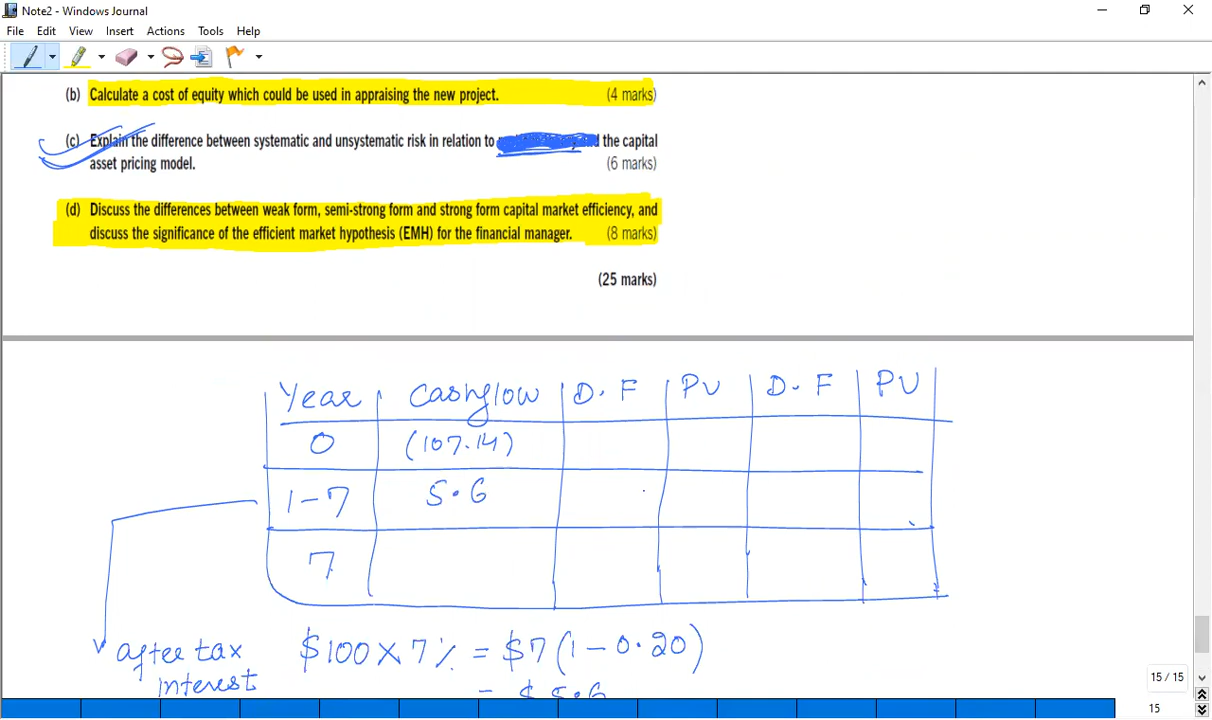 Note2 - Windows Journal
File Edit View Insert Actions Tools Help
(b) Calculate a cost of equity which could be used in appraising the new project. (4 marks)
(c) Explain the difference between systematic and unsystematic risk in relation to the capital
asset pricing model. (6 marks)
(d) Discuss the differences between weak form, semi-strong form and strong form capital market efficiency, and
discuss the significance of the efficient market hypothesis (EMH) for the financial manager. (8 marks)
(25 marks)
Year Cashflow D.F PV D.F PV
0 (107.14)
1-7 5.6
7
after tax $100 × 7% = $7 (1 - 0.20)
interest = $5.6
15 / 15
15